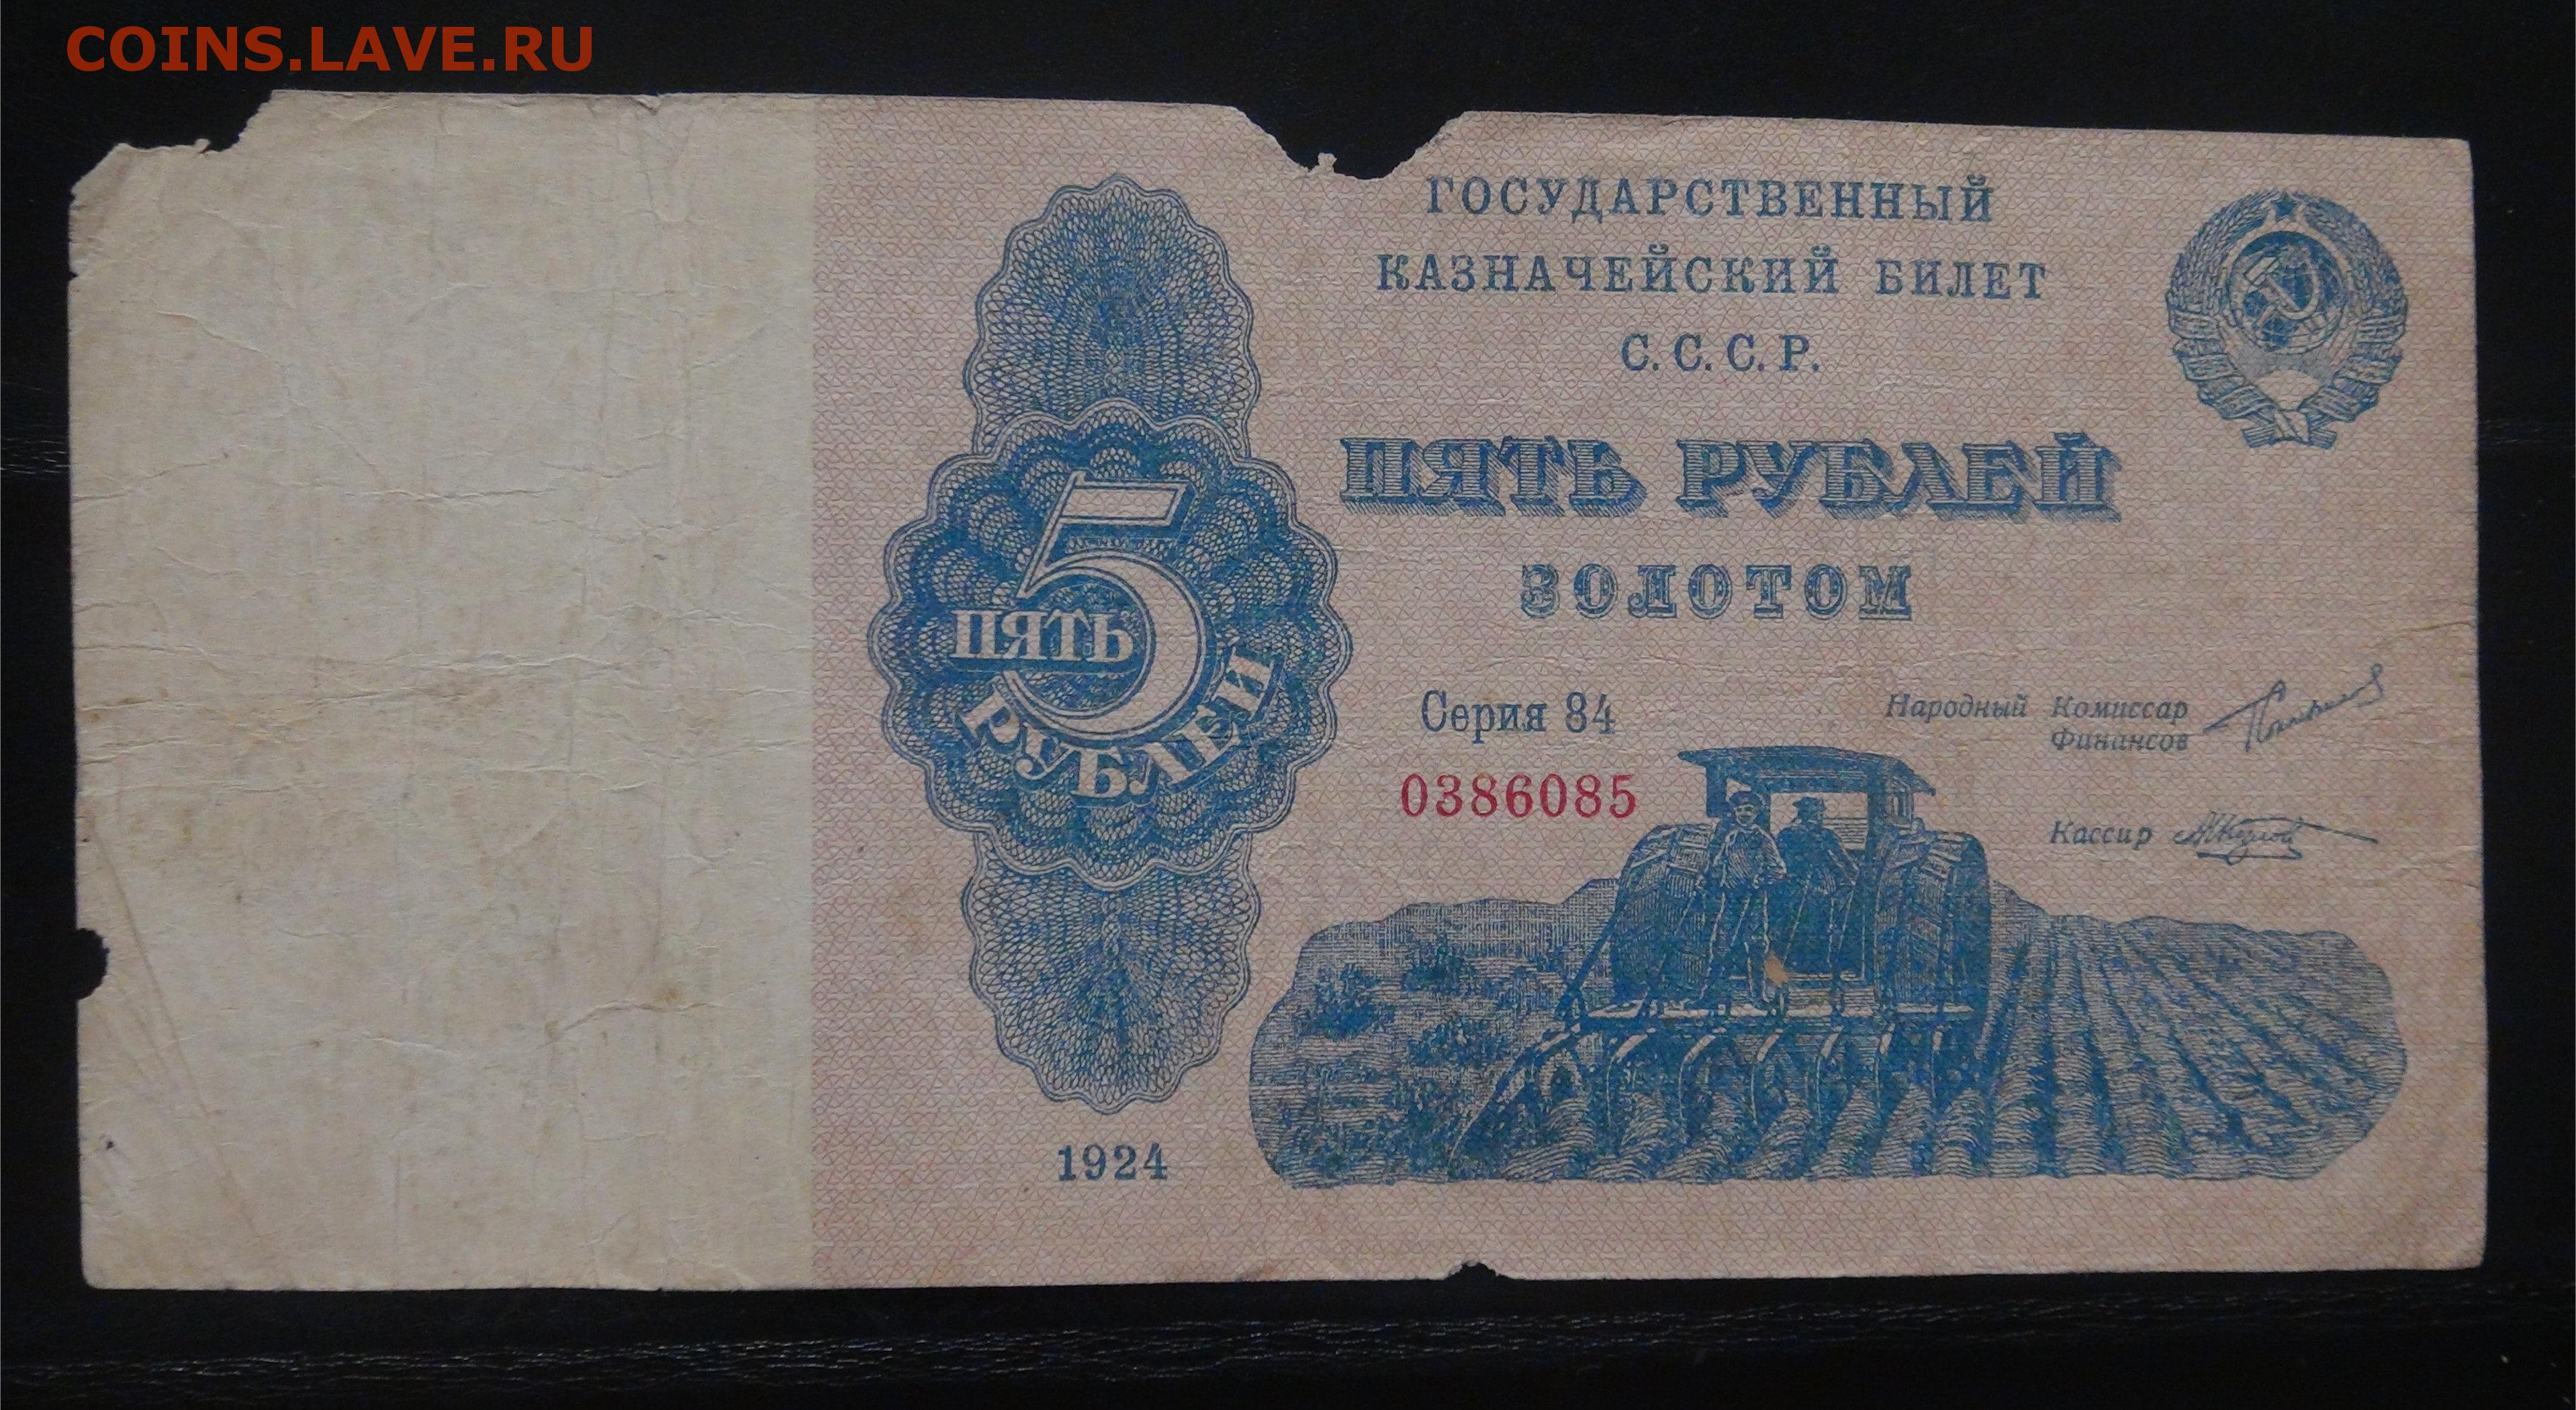 COINS.LAVE.RU
ГОСУДАРСТВЕННЫЙ
КАЗНАЧЕЙСКИЙ БИЛЕТ
С.С.С.Р.
ПЯТЬ РУБЛЕЙ
ЗОЛОТОМ
5
ПЯТЬ
РУБЛЕЙ
Серия 84
0386085
Народный Комиссар
Финансов
Кассир
1924